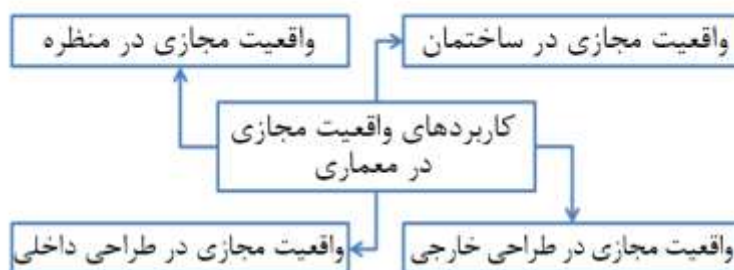 واقعیت مجازی در ساختمان
واقعیت مجازی در منظره
کاربردهای واقعیت مجازی
در معماری
واقعیت مجازی در طراحی خارجی
واقعیت مجازی در طراحی داخلی